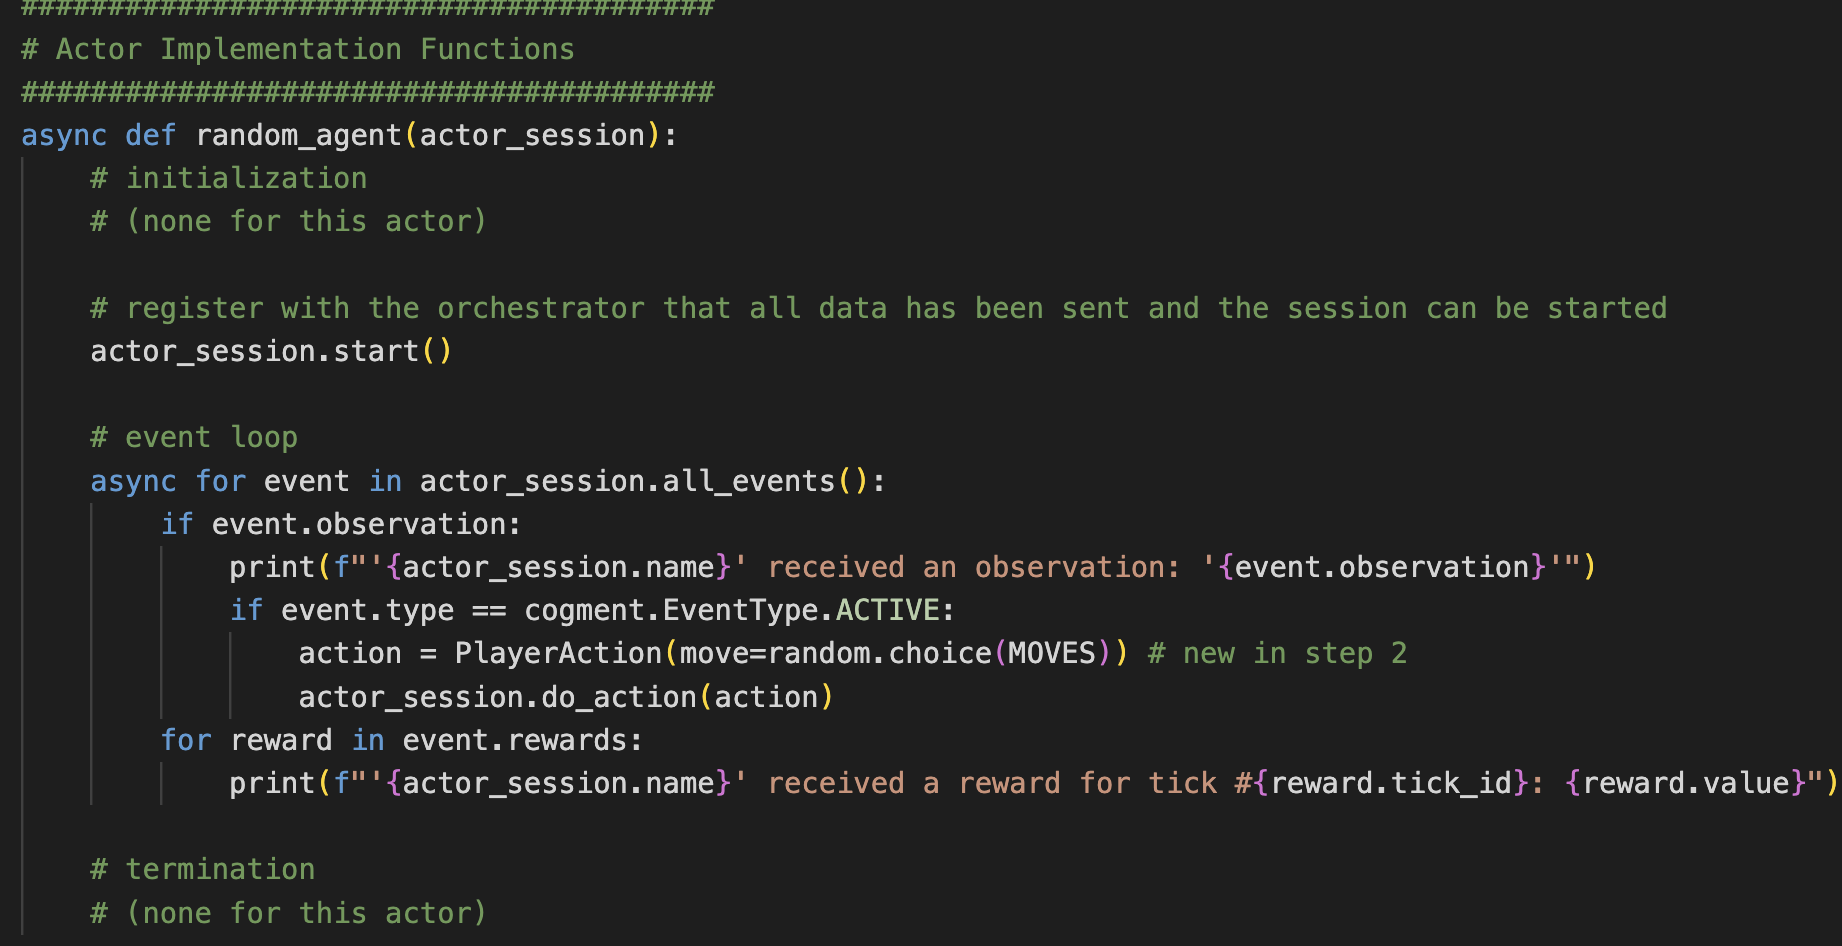 ########################################
# Actor Implementation Functions
########################################
async def random_agent(actor_session):
    # initialization
    # (none for this actor)

    # register with the orchestrator that all data has been sent and the session can be started
    actor_session.start()

    # event loop
    async for event in actor_session.all_events():
        if event.observation:
            print(f"'{actor_session.name}' received an observation: '{event.observation}'")
            if event.type == cogment.EventType.ACTIVE:
                action = PlayerAction(move=random.choice(MOVES)) # new in step 2
                actor_session.do_action(action)
        for reward in event.rewards:
            print(f"'{actor_session.name}' received a reward for tick #{reward.tick_id}: {reward.value}")

    # termination
    # (none for this actor)